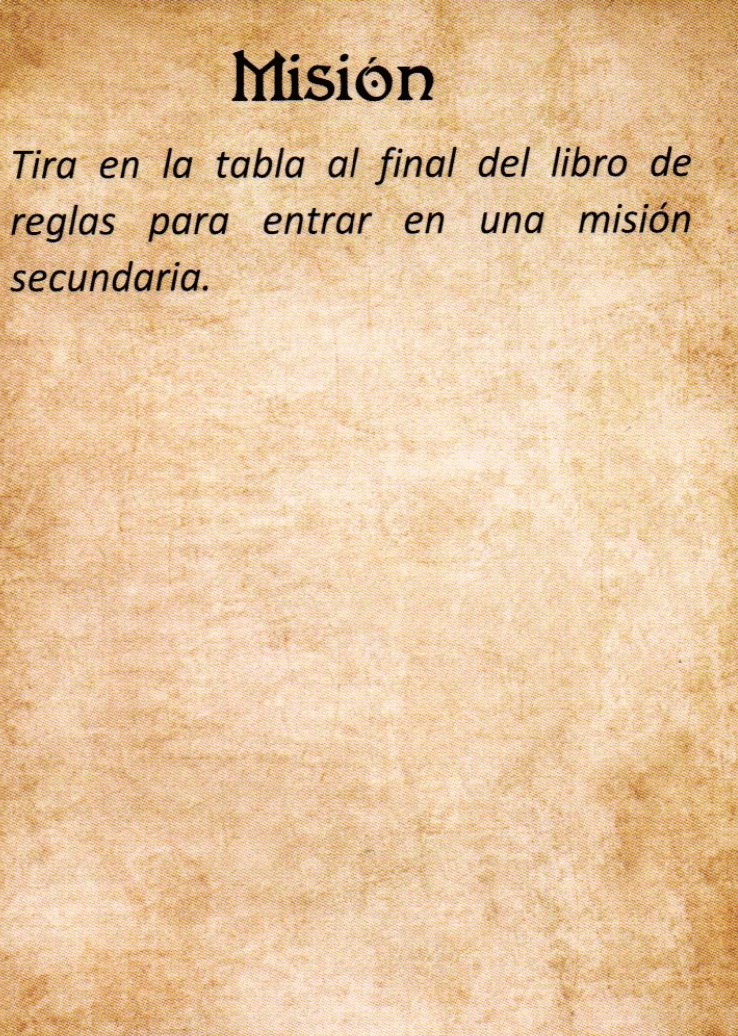 Misión
Tira en la tabla al final del libro de
reglas para entrar en una misión
secundaria.